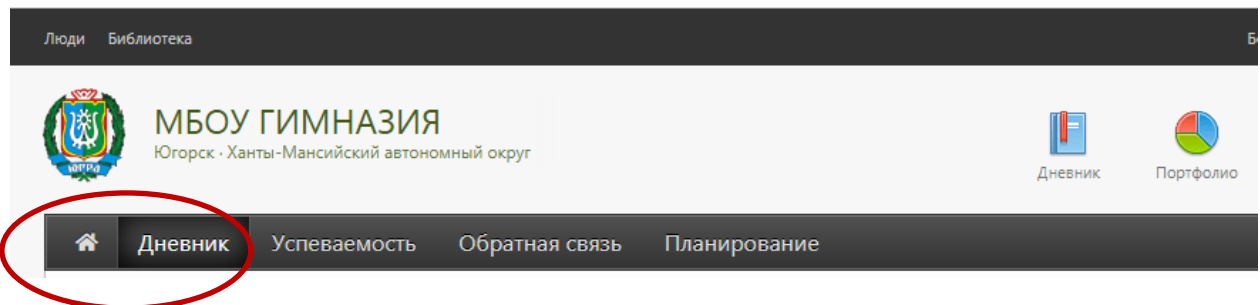 Люди Библиотека
МБОУ ГИМНАЗИЯ
Югорск · Ханты-Мансийский автономный округ
Дневник Портфолио
Дневник Успеваемость Обратная связь Планирование